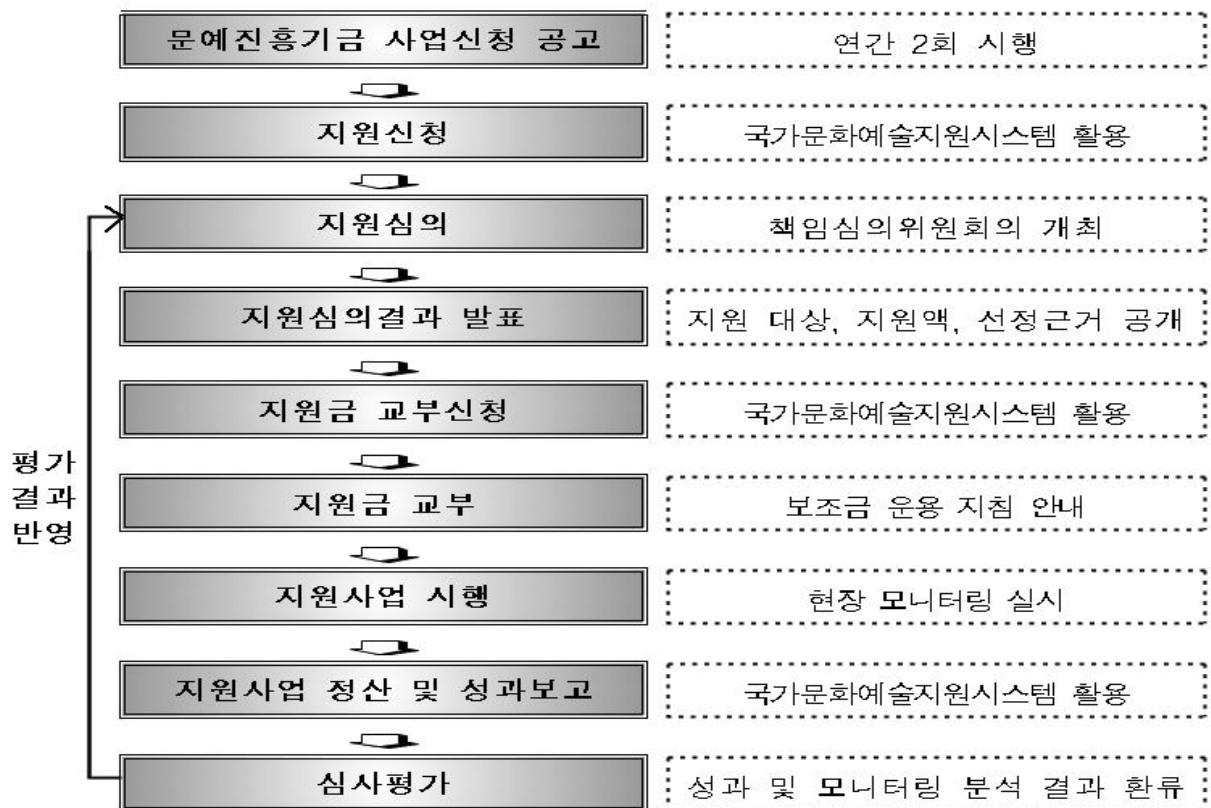 문예진흥기금 사업신청 공고
연간 2회 시행
지원신청
국가문화예술지원시스템 활용
지원심의
책임심의위원회의 개최
지원심의결과 발표
지원 대상, 지원액, 선정근거 공개
지원금 교부신청
국가문화예술지원시스템 활용
평가
결과
반영
지원금 교부
보조금 운용 지침 안내
지원사업 시행
현장 모니터링 실시
지원사업 정산 및 성과보고
국가문화예술지원시스템 활용
심사평가
성과 및 모니터링 분석 결과 환류